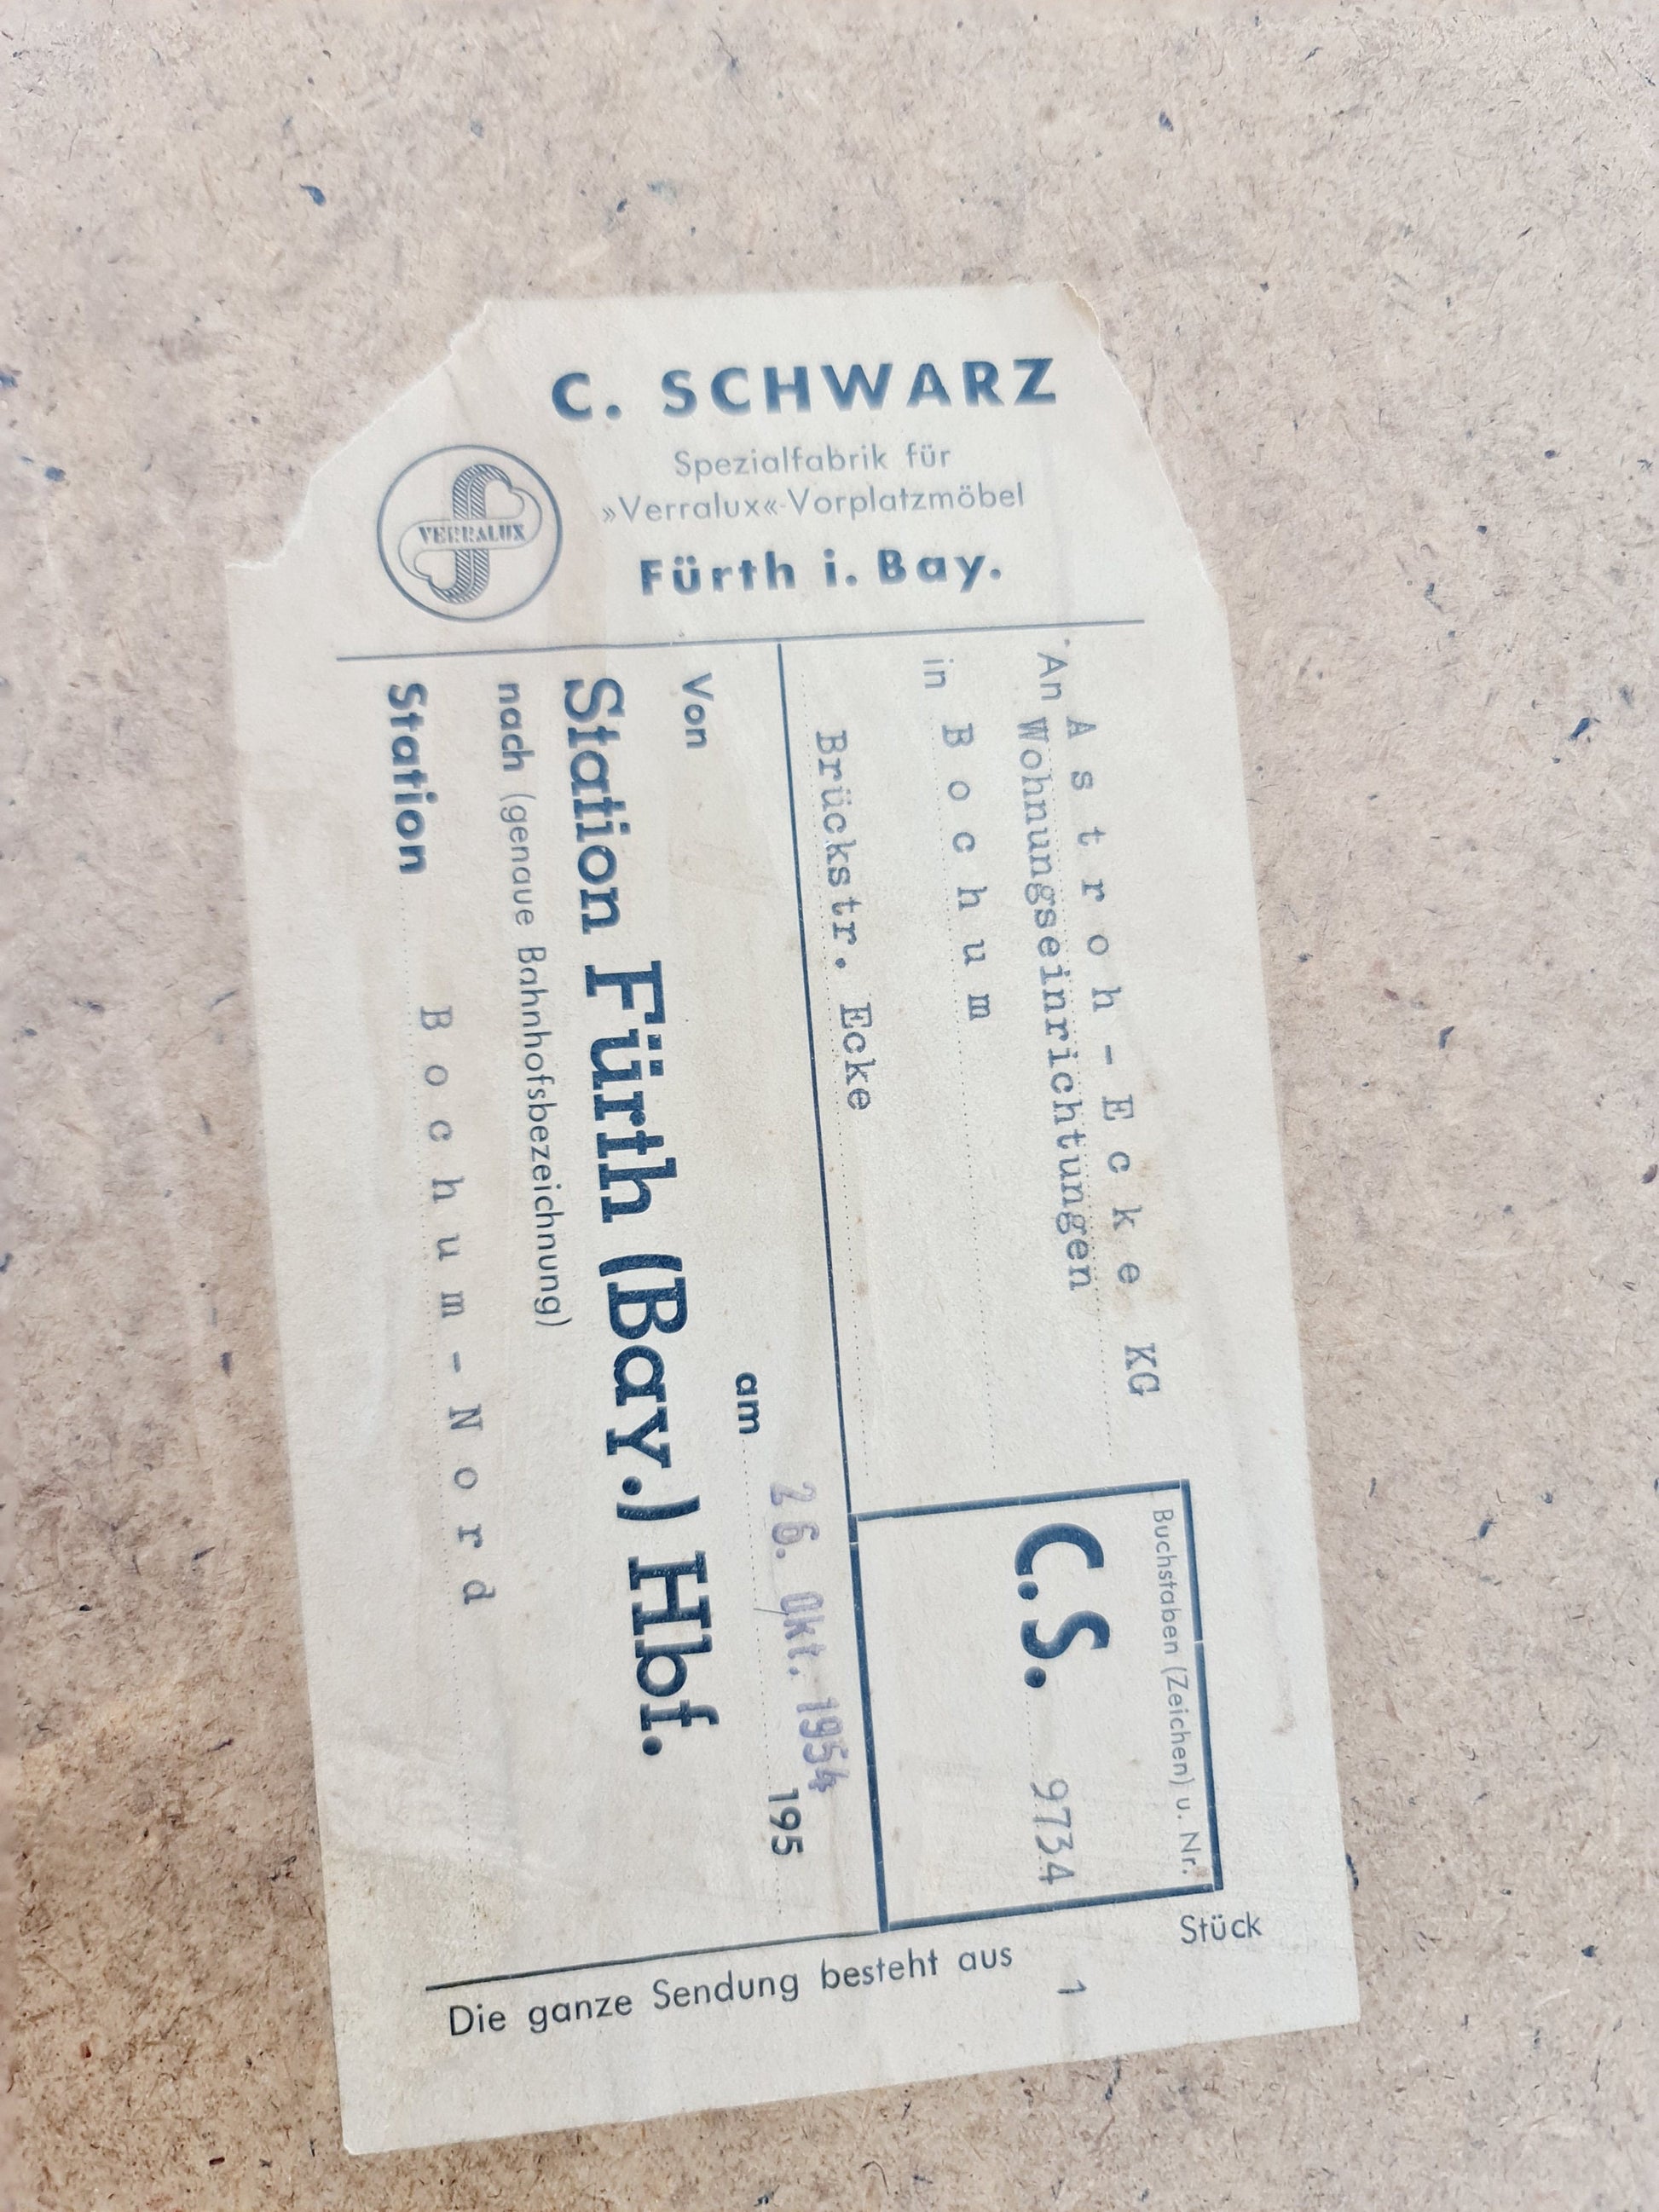 C. SCHWARZ
Spezialfabrik für
»Verralux«-Vorplatzmöbel
Fürth i. Bay.
VERRALUX
Astroh-Ecke KG
An Wohnungseinrichtungen
in Bochum
Brückstr. Ecke
Buchstaben (Zeichen) u. Nr.
C.S. 9734
Von am 26. Okt. 1954 195
Station Fürth (Bay.) Hbf.
nach (genaue Bahnhofsbezeichnung)
Station Bochum-Nord
Die ganze Sendung besteht aus 1 Stück